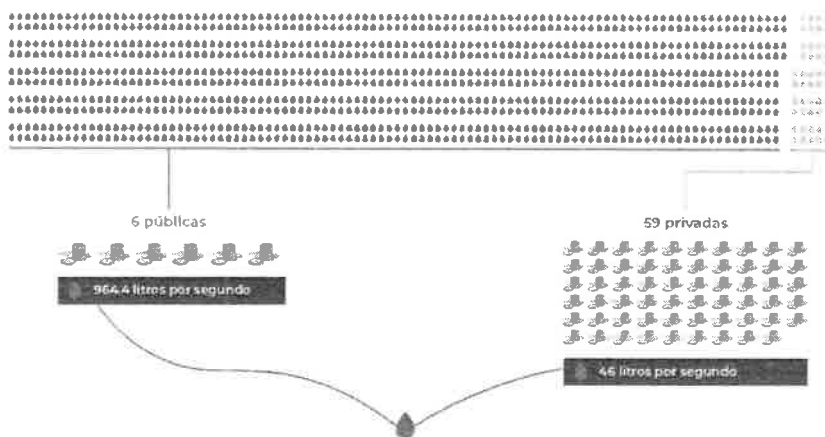 6 públicas
59 privadas
964.4 litros por segundo
46 litros por segundo